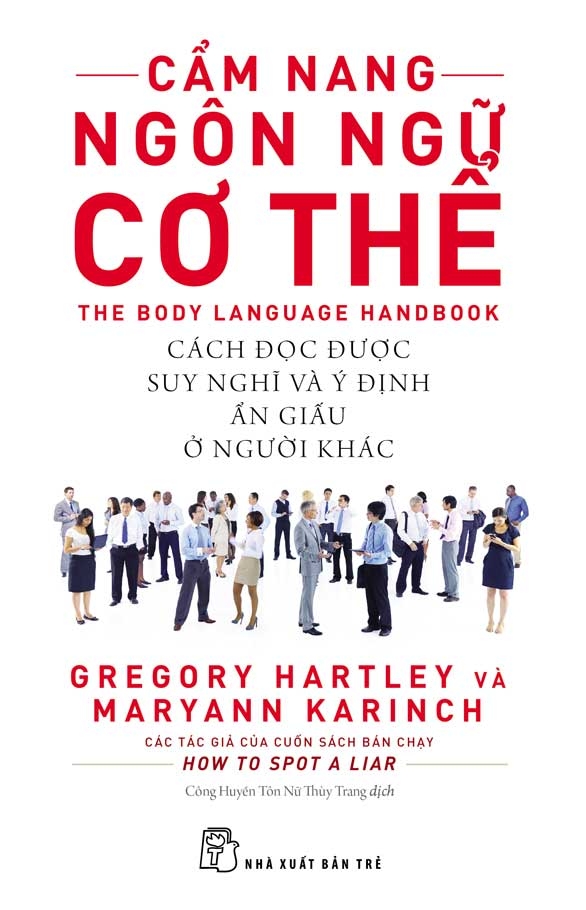 CẨM NANG
NGÔN NGỮ
CƠ THỂ
THE BODY LANGUAGE HANDBOOK
CÁCH ĐỌC ĐƯỢC
SUY NGHĨ VÀ Ý ĐỊNH
ẨN GIẤU
Ở NGƯỜI KHÁC
GREGORY HARTLEY VÀ
MARYANN KARINCH
CÁC TÁC GIẢ CỦA CUỐN SÁCH BÁN CHẠY
HOW TO SPOT A LIAR
Công Huyền Tôn Nữ Thùy Trang dịch
T
NHÀ XUẤT BẢN TRẺ